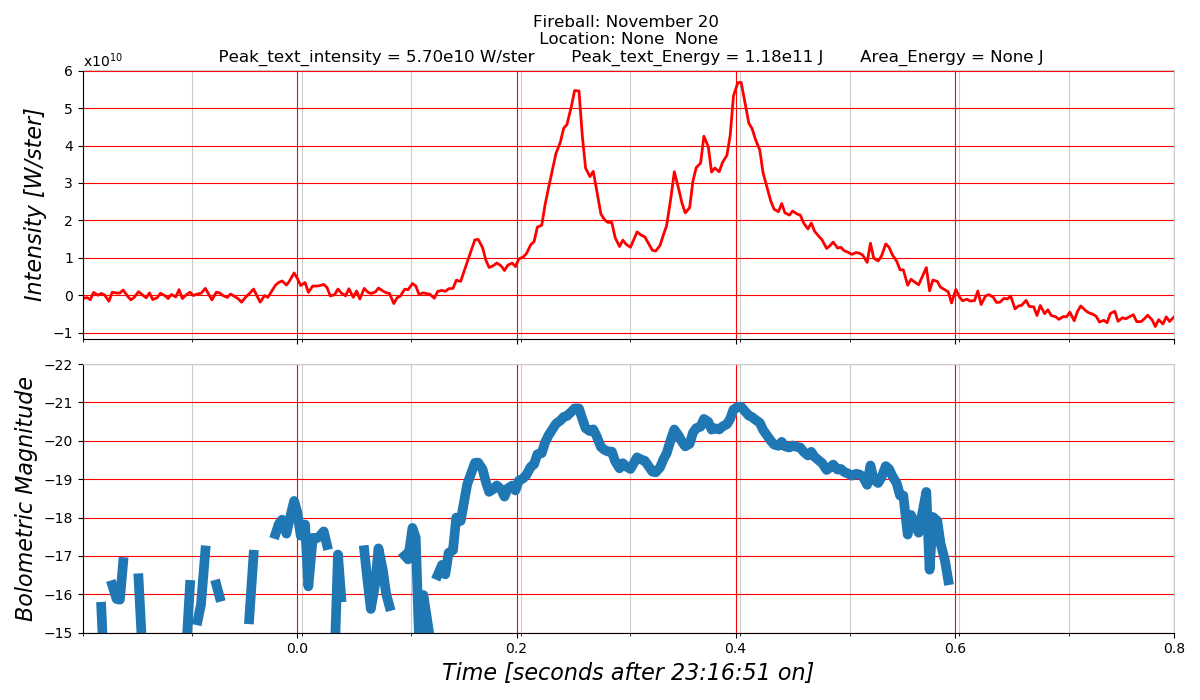 Fireball: November 20
Location: None  None
Peak_text_intensity = 5.70e10 W/ster       Peak_text_Energy = 1.18e11 J       Area_Energy = None J
x10¹⁰
6
5
4
3
2
1
0
−1
Intensity [W/ster]
−22
−21
−20
−19
−18
−17
−16
−15
Bolometric Magnitude
0.0 0.2 0.4 0.6 0.8
Time [seconds after 23:16:51 on]